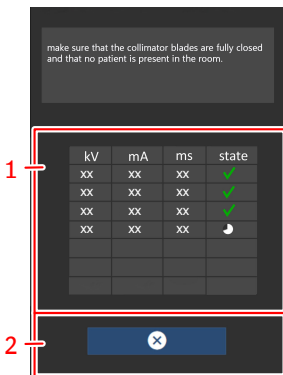 make sure that the collimator blades are fully closed
and that no patient is present in the room.
1
kV mA ms state
xx xx xx
xx xx xx
xx xx xx
xx xx xx
2